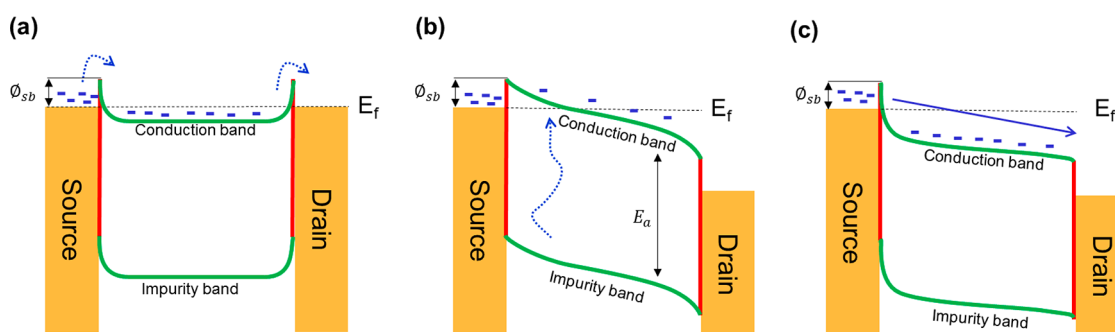 (a)
Ø_sb
E_f
Conduction band
Source
Drain
Impurity band
(b)
Ø_sb
E_f
Conduction band
Source
E_a
Drain
Impurity band
(c)
Ø_sb
E_f
Conduction band
Source
Drain
Impurity band